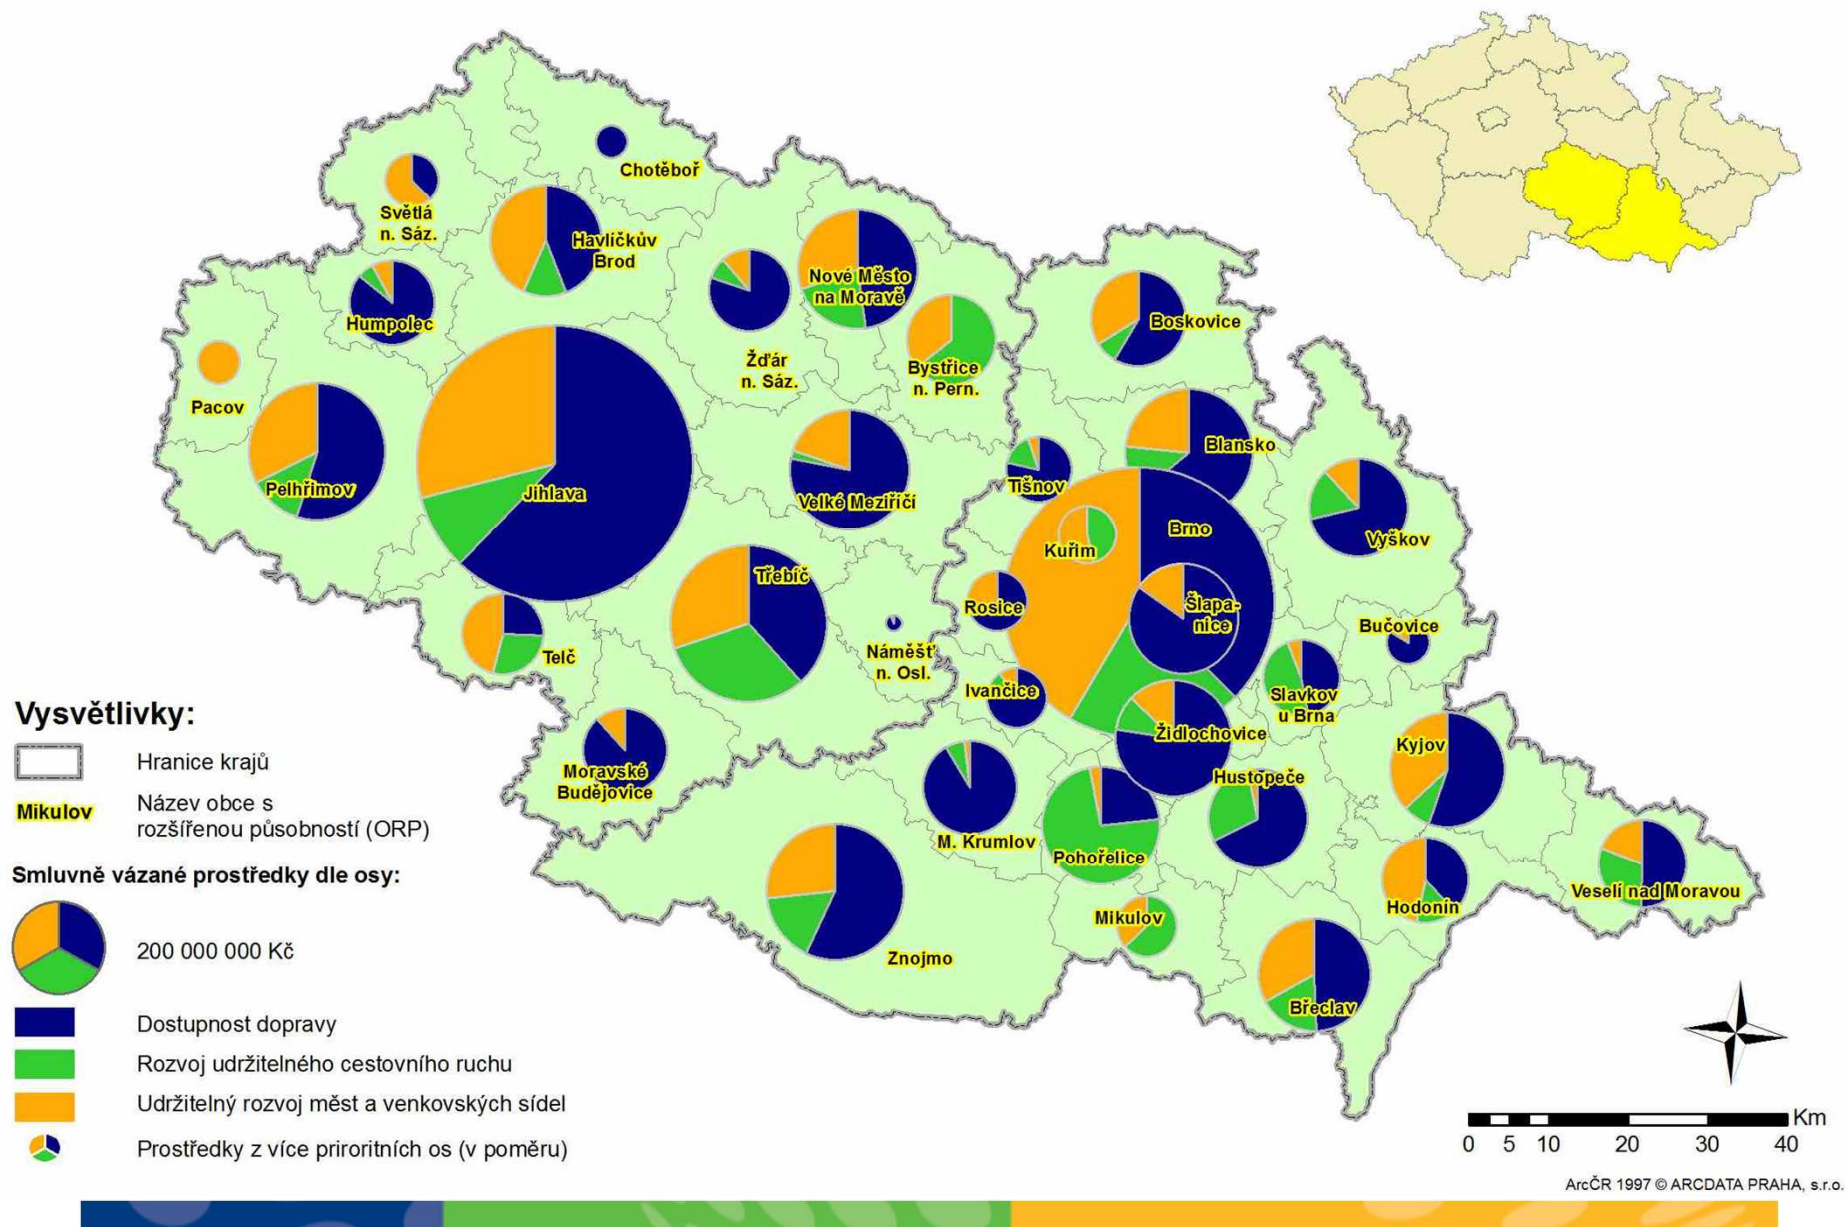 Chotěboř
Světlá
n. Sáz.
Havlíčkův
Brod
Nové Město
na Moravě
Humpolec
Boskovice
Žďár
n. Sáz.
Bystřice
n. Pern.
Pacov
Blansko
Pelhřimov
Jihlava
Velké Meziříčí
Tišnov
Brno
Vyškov
Kuřim
Třebíč
Rosice
Šlapa-
nice
Bučovice
Telč
Náměšť
n. Osl.
Ivančice
Slavkov
u Brna
Židlochovice
Kyjov
Moravské
Budějovice
Hustopeče
M. Krumlov
Pohořelice
Veselí nad Moravou
Hodonín
Mikulov
Znojmo
Břeclav
Vysvětlivky:
Hranice krajů
Mikulov
Název obce s
rozšířenou působností (ORP)
Smluvně vázané prostředky dle osy:
200 000 000 Kč
Dostupnost dopravy
Rozvoj udržitelného cestovního ruchu
Udržitelný rozvoj měst a venkovských sídel
Prostředky z více priroritních os (v poměru)
Km
0 5 10 20 30 40
ArcČR 1997 © ARCDATA PRAHA, s.r.o.